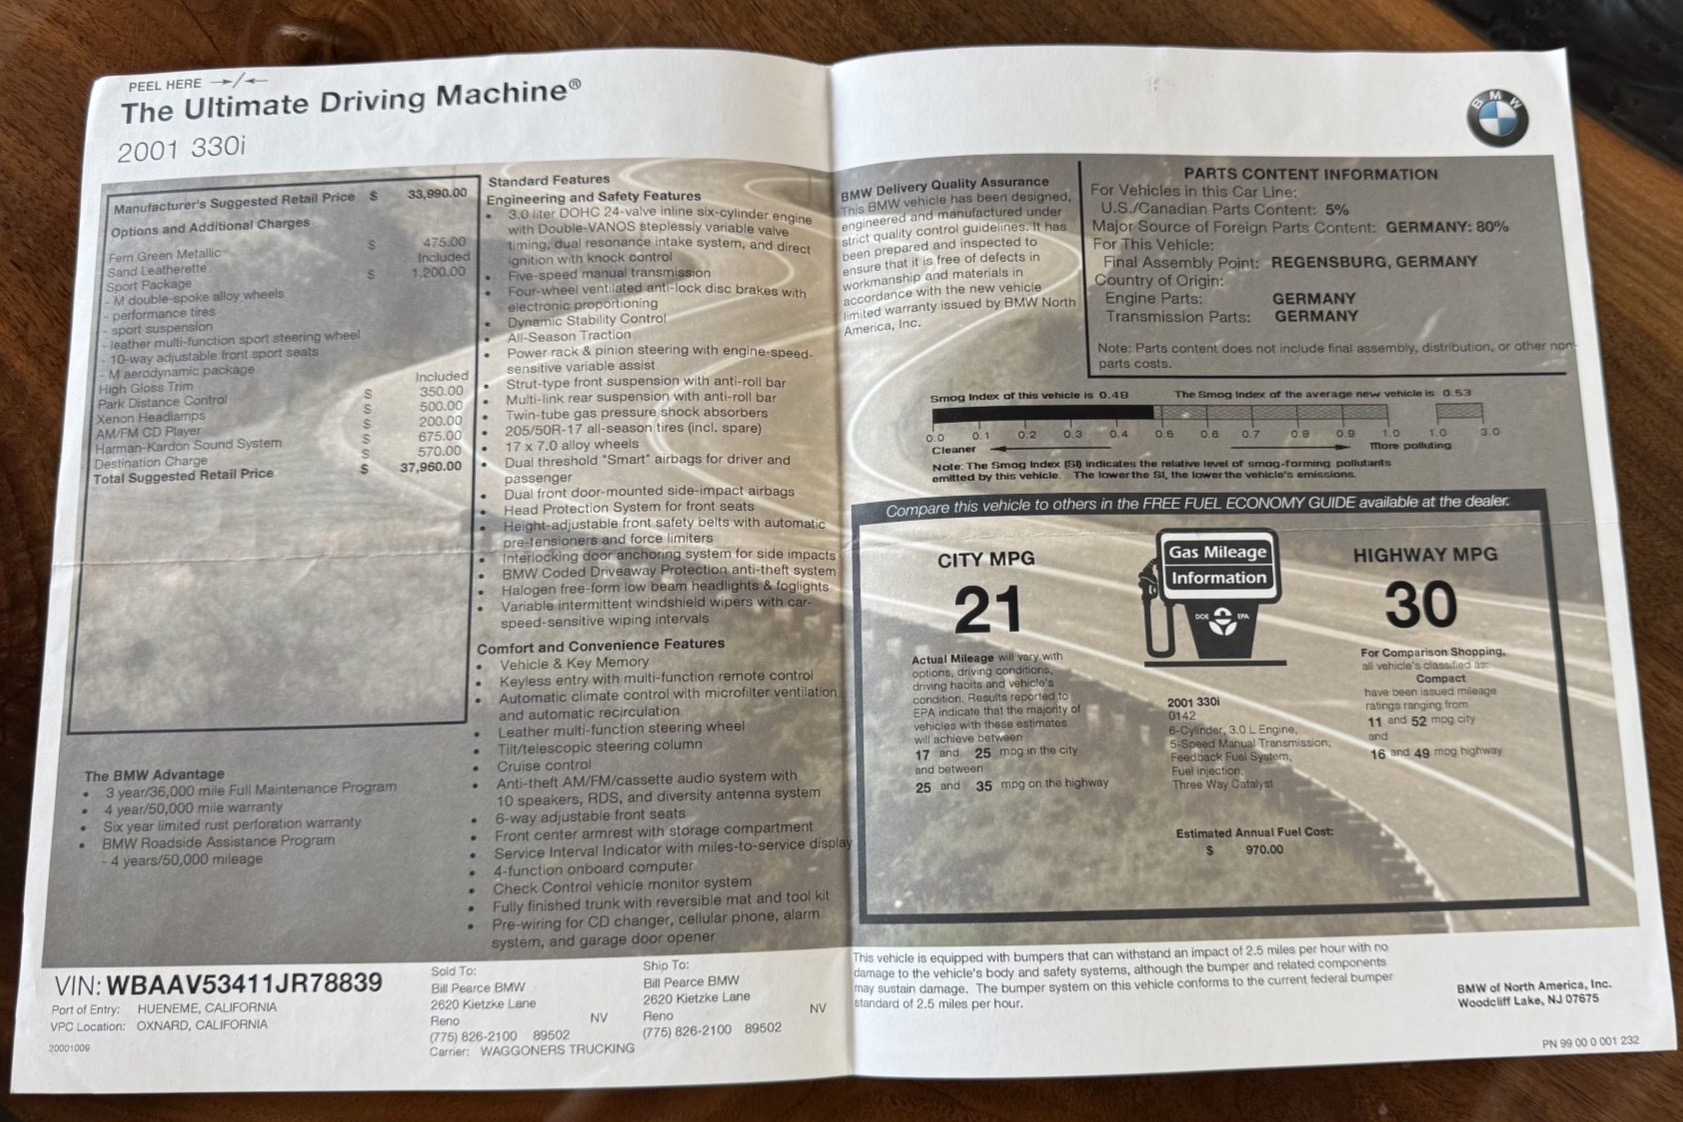 PEEL HERE →/←
The Ultimate Driving Machine®
2001 330i
BMW
Manufacturer's Suggested Retail Price $ 33,990.00
Options and Additional Charges
Fern Green Metallic $ 475.00
Sand Leatherette Included
Sport Package $ 1,200.00
- M double-spoke alloy wheels
- performance tires
- sport suspension
- leather multi-function sport steering wheel
- 10-way adjustable front sport seats
- M aerodynamic package
High Gloss Trim Included
Park Distance Control $ 350.00
Xenon Headlamps $ 500.00
AM/FM CD Player $ 200.00
Harman-Kardon Sound System $ 675.00
Destination Charge $ 570.00
Total Suggested Retail Price $ 37,960.00
The BMW Advantage
• 3 year/36,000 mile Full Maintenance Program
• 4 year/50,000 mile warranty
• Six year limited rust perforation warranty
• BMW Roadside Assistance Program
- 4 years/50,000 mileage
Standard Features
Engineering and Safety Features
• 3.0 liter DOHC 24-valve inline six-cylinder engine
with Double-VANOS steplessly variable valve
timing, dual resonance intake system, and direct
ignition with knock control
• Five-speed manual transmission
• Four-wheel ventilated anti-lock disc brakes with
electronic proportioning
• Dynamic Stability Control
• All-Season Traction
• Power rack & pinion steering with engine-speed-
sensitive variable assist
• Strut-type front suspension with anti-roll bar
• Multi-link rear suspension with anti-roll bar
• Twin-tube gas pressure shock absorbers
• 205/50R-17 all-season tires (incl. spare)
• 17 x 7.0 alloy wheels
• Dual threshold "Smart" airbags for driver and
passenger
• Dual front door-mounted side-impact airbags
• Head Protection System for front seats
• Height-adjustable front safety belts with automatic
pre-tensioners and force limiters
• Interlocking door anchoring system for side impacts
• BMW Coded Driveaway Protection anti-theft system
• Halogen free-form low beam headlights & foglights
• Variable intermittent windshield wipers with car-
speed-sensitive wiping intervals
Comfort and Convenience Features
• Vehicle & Key Memory
• Keyless entry with multi-function remote control
• Automatic climate control with microfilter ventilation
and automatic recirculation
• Leather multi-function steering wheel
• Tilt/telescopic steering column
• Cruise control
• Anti-theft AM/FM/cassette audio system with
10 speakers, RDS, and diversity antenna system
• 6-way adjustable front seats
• Front center armrest with storage compartment
• Service Interval Indicator with miles-to-service display
• 4-function onboard computer
• Check Control vehicle monitor system
• Fully finished trunk with reversible mat and tool kit
• Pre-wiring for CD changer, cellular phone, alarm
system, and garage door opener
BMW Delivery Quality Assurance
This BMW vehicle has been designed,
engineered and manufactured under
strict quality control guidelines. It has
been prepared and inspected to
ensure that it is free of defects in
workmanship and materials in
accordance with the new vehicle
limited warranty issued by BMW North
America, Inc.
PARTS CONTENT INFORMATION
For Vehicles in this Car Line:
U.S./Canadian Parts Content: 5%
Major Source of Foreign Parts Content: GERMANY: 80%
For This Vehicle:
Final Assembly Point: REGENSBURG, GERMANY
Country of Origin:
Engine Parts: GERMANY
Transmission Parts: GERMANY
Note: Parts content does not include final assembly, distribution, or other non-
parts costs.
Smog Index of this vehicle is 0.48 The Smog Index of the average new vehicle is 0.53
0.0 0.1 0.2 0.3 0.4 0.5 0.6 0.7 0.8 0.9 1.0 1.0 3.0
Cleaner More polluting
Note: The Smog Index (SI) indicates the relative level of smog-forming pollutants
emitted by this vehicle. The lower the SI, the lower the vehicle's emissions.
Compare this vehicle to others in the FREE FUEL ECONOMY GUIDE available at the dealer.
CITY MPG
21
Gas Mileage
Information
DOE EPA
HIGHWAY MPG
30
Actual Mileage will vary with
options, driving conditions,
driving habits and vehicle's
condition. Results reported to
EPA indicate that the majority of
vehicles with these estimates
will achieve between
17 and 25 mpg in the city
and between
25 and 35 mpg on the highway
2001 330i
0142
6-Cylinder, 3.0 L Engine,
5-Speed Manual Transmission,
Feedback Fuel System,
Fuel injection,
Three Way Catalyst
Estimated Annual Fuel Cost:
$ 970.00
For Comparison Shopping,
all vehicle's classified as:
Compact
have been issued mileage
ratings ranging from
11 and 52 mpg city
and
16 and 49 mpg highway
VIN: WBAAV53411JR78839
Port of Entry: HUENEME, CALIFORNIA
VPC Location: OXNARD, CALIFORNIA
20001009
Sold To:
Bill Pearce BMW
2620 Kietzke Lane
Reno NV
(775) 826-2100 89502
Carrier: WAGGONERS TRUCKING
Ship To:
Bill Pearce BMW
2620 Kietzke Lane
Reno NV
(775) 826-2100 89502
This vehicle is equipped with bumpers that can withstand an impact of 2.5 miles per hour with no
damage to the vehicle's body and safety systems, although the bumper and related components
may sustain damage. The bumper system on this vehicle conforms to the current federal bumper
standard of 2.5 miles per hour.
BMW of North America, Inc.
Woodcliff Lake, NJ 07675
PN 99 00 0 001 232